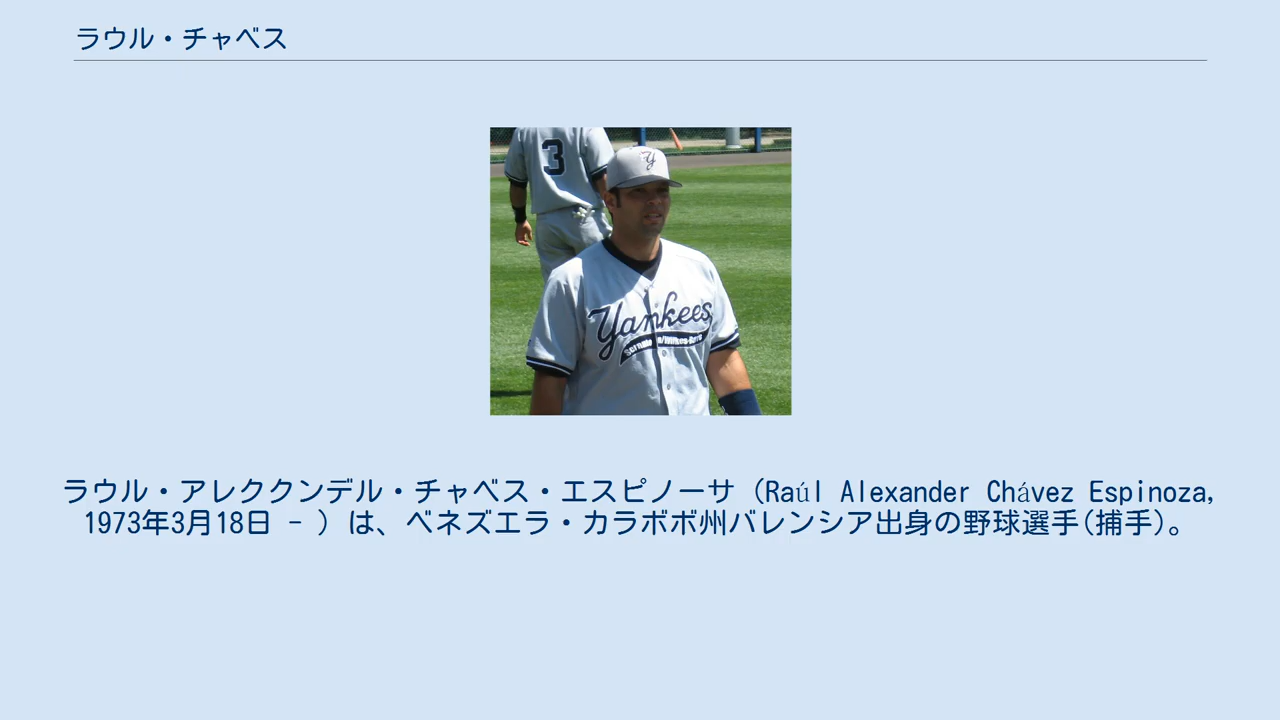 ラウル・チャベス
3
y
Yankees
Scranton/Wilkes-Barre
ラウル・アレククンデル・チャベス・エスピノーサ (Raúl Alexander Chávez Espinoza,
1973年3月18日 - ) は、ベネズエラ・カラボボ州バレンシア出身の野球選手(捕手)。